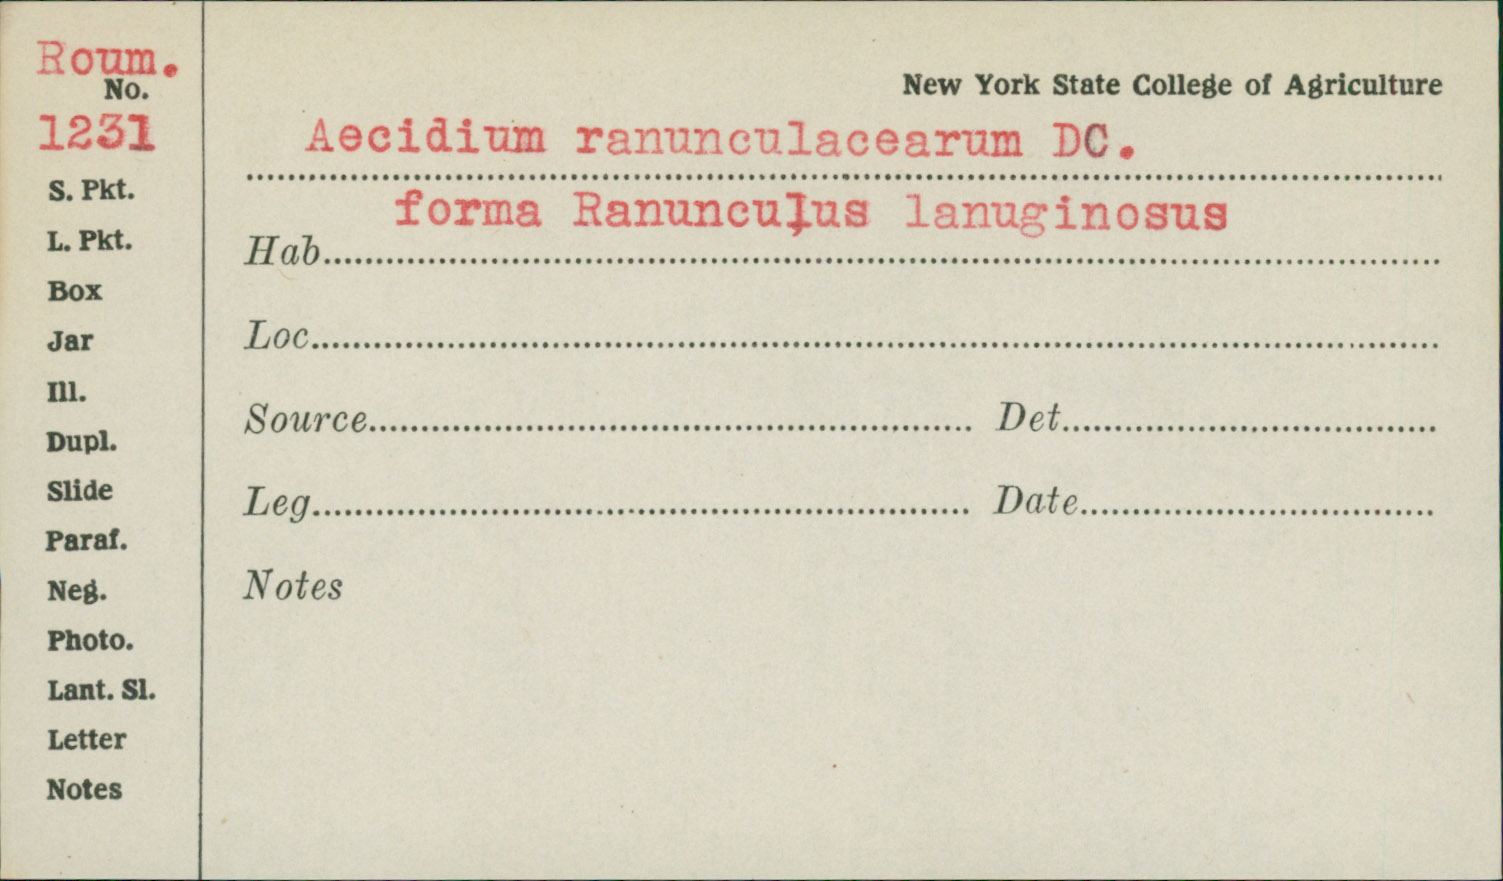 Roum.
No.
1231
S. Pkt.
L. Pkt.
Box
Jar
Ill.
Dupl.
Slide
Paraf.
Neg.
Photo.
Lant. Sl.
Letter
Notes
New York State College of Agriculture
Aecidium ranunculacearum DC.
forma Ranunculus lanuginosus
Hab.
Loc.
Source. Det.
Leg. Date.
Notes